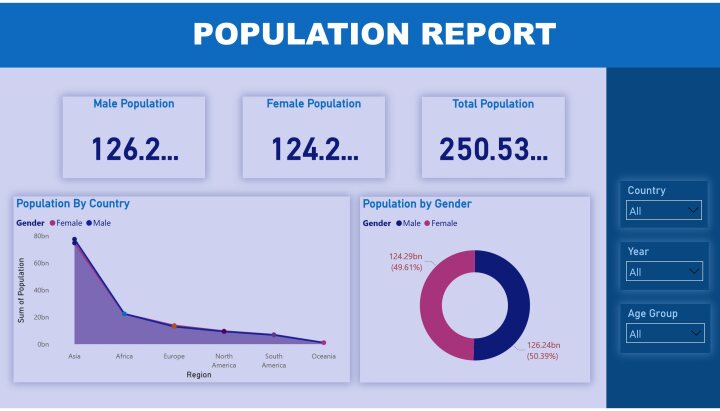 POPULATION REPORT
Male Population
126.2...
Female Population
124.2...
Total Population
250.53...
Population By Country
Gender Female Male
80bn
60bn
40bn
20bn
0bn
Sum of Population
Asia
Africa
Europe
North
America
South
America
Oceania
Region
Population by Gender
Gender Male Female
124.29bn
(49.61%)
126.24bn
(50.39%)
Country
All
Year
All
Age Group
All